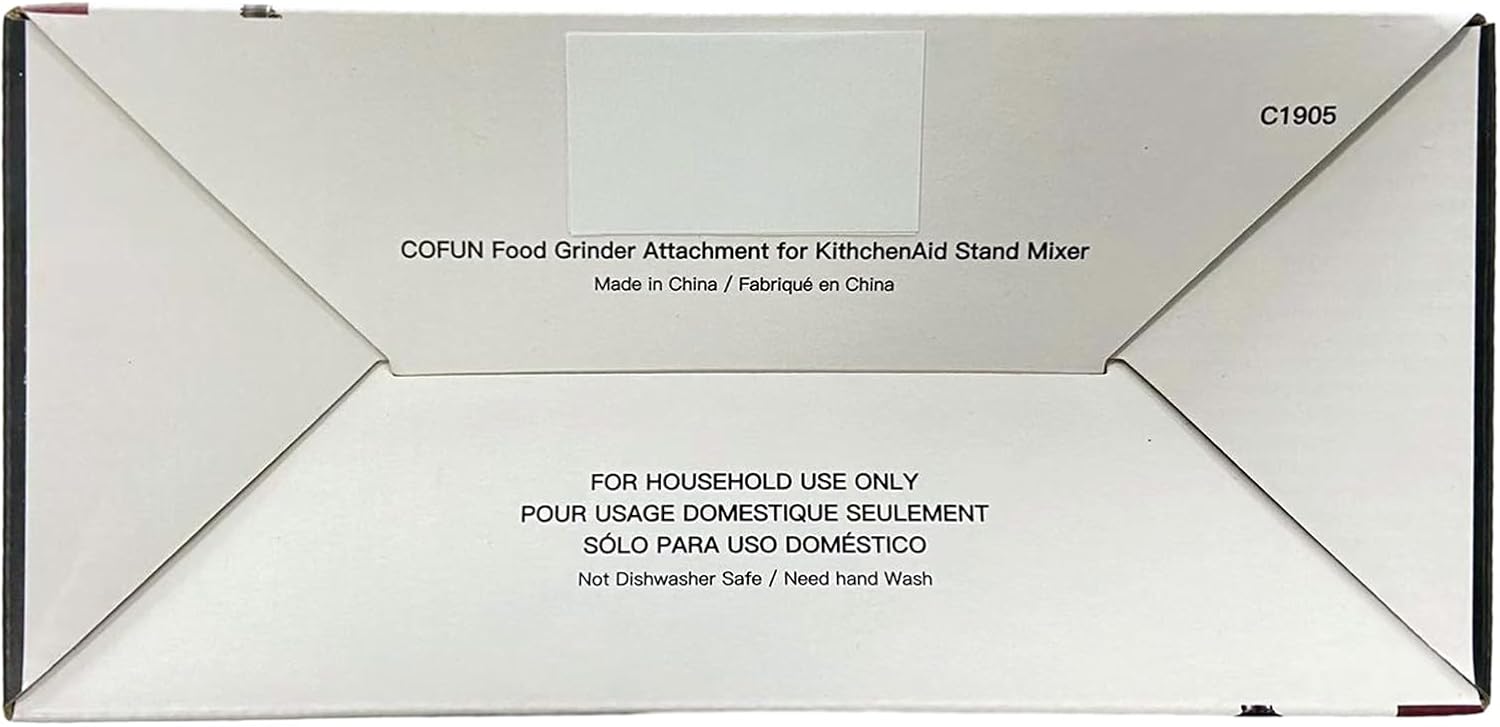 C1905
COFUN Food Grinder Attachment for KithchenAid Stand Mixer
Made in China / Fabriqué en China
FOR HOUSEHOLD USE ONLY
POUR USAGE DOMESTIQUE SEULEMENT
SÓLO PARA USO DOMÉSTICO
Not Dishwasher Safe / Need hand Wash